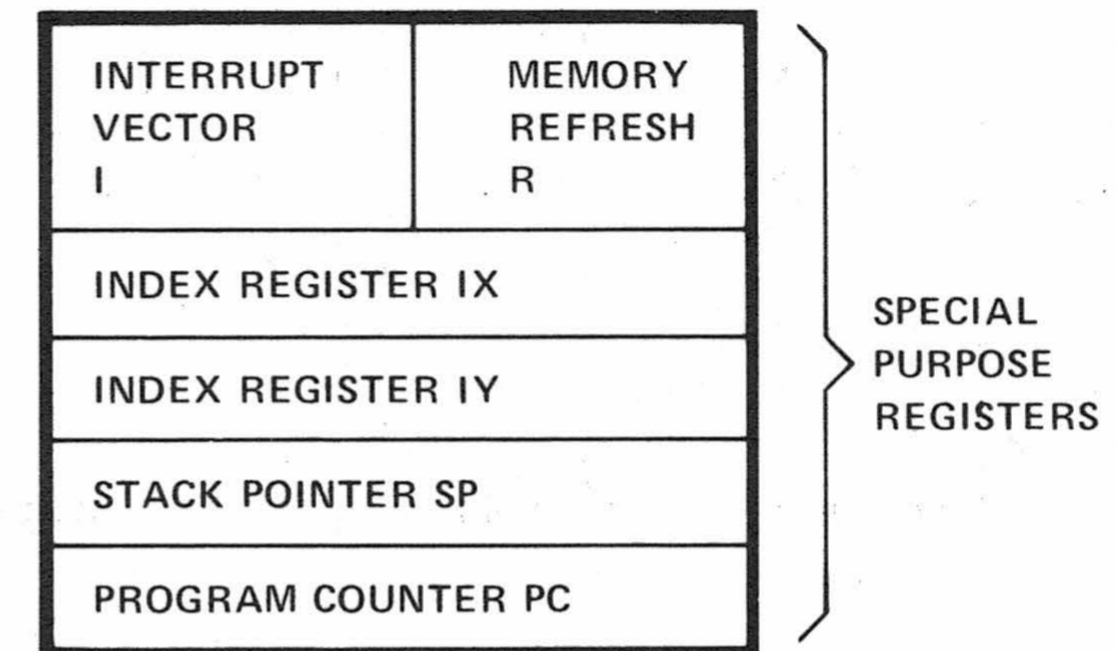 INTERRUPT
VECTOR
I
MEMORY
REFRESH
R
INDEX REGISTER IX
INDEX REGISTER IY
STACK POINTER SP
PROGRAM COUNTER PC
SPECIAL
PURPOSE
REGISTERS